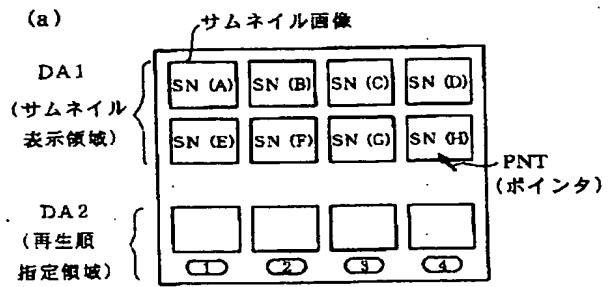 (a)
サムネイル画像
DA1
(サムネイル
表示領域)
SN (A) SN (B) SN (C) SN (D)
SN (E) SN (F) SN (G) SN (H)
PNT
(ポインタ)
DA2
(再生順
指定領域)
1 2 3 4